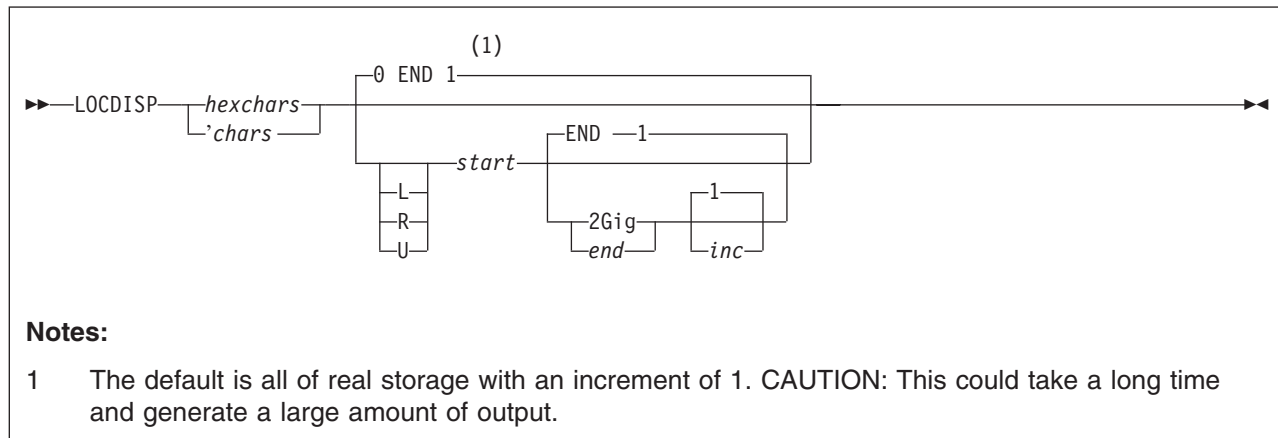 (1)
0 END 1
LOCDISP hexchars
’chars
END 1
start
L
R
U
1
2Gig
end
inc
Notes:
1 The default is all of real storage with an increment of 1. CAUTION: This could take a long time
and generate a large amount of output.